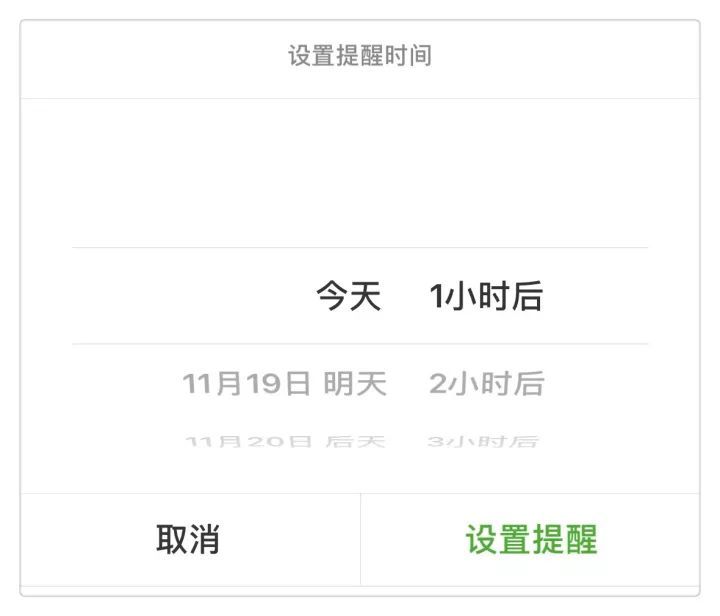 设置提醒时间
今天 1小时后
11月19日 明天 2小时后
11月20日 后天 3小时后
取消 设置提醒